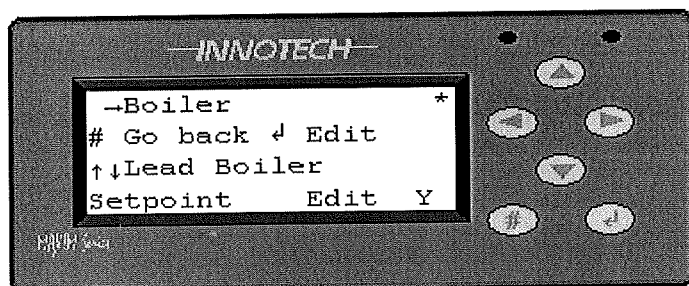 INNOTECH
→Boiler *
# Go back ↲ Edit
↑↓Lead Boiler
Setpoint Edit Y
# ↲